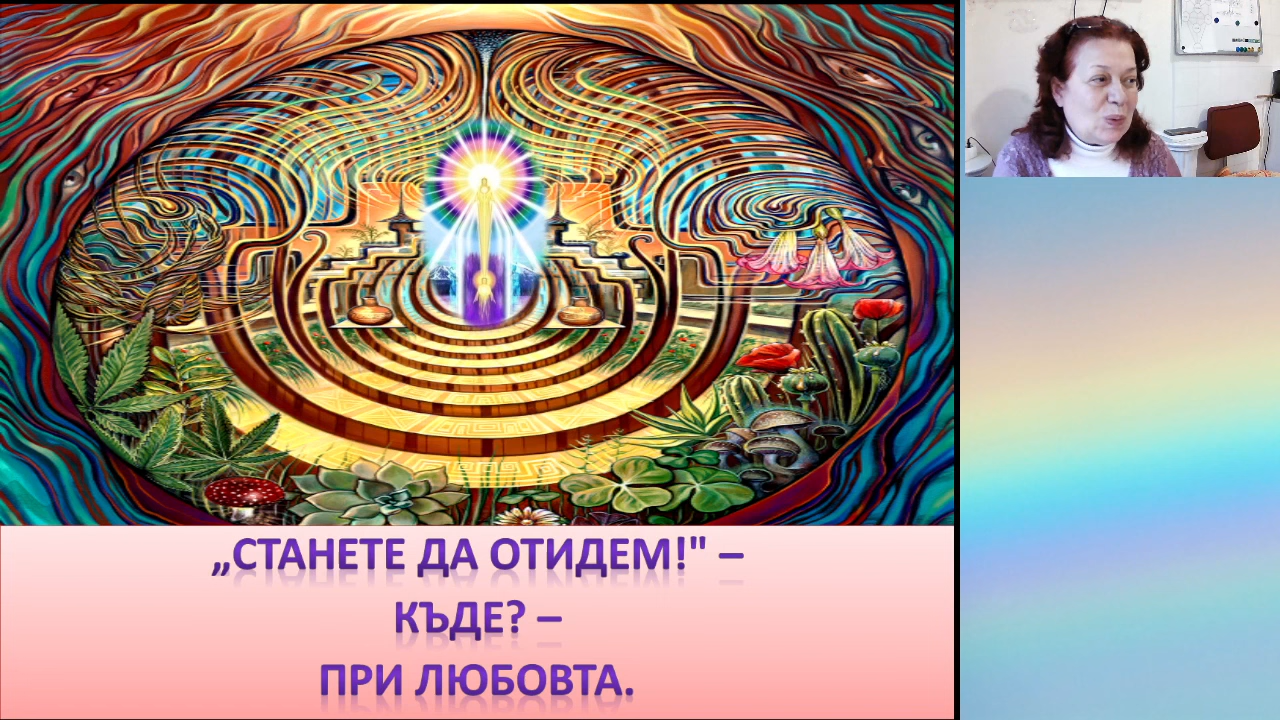 „СТАНЕТЕ ДА ОТИДЕМ!" –
КЪДЕ? –
ПРИ ЛЮБОВТА.